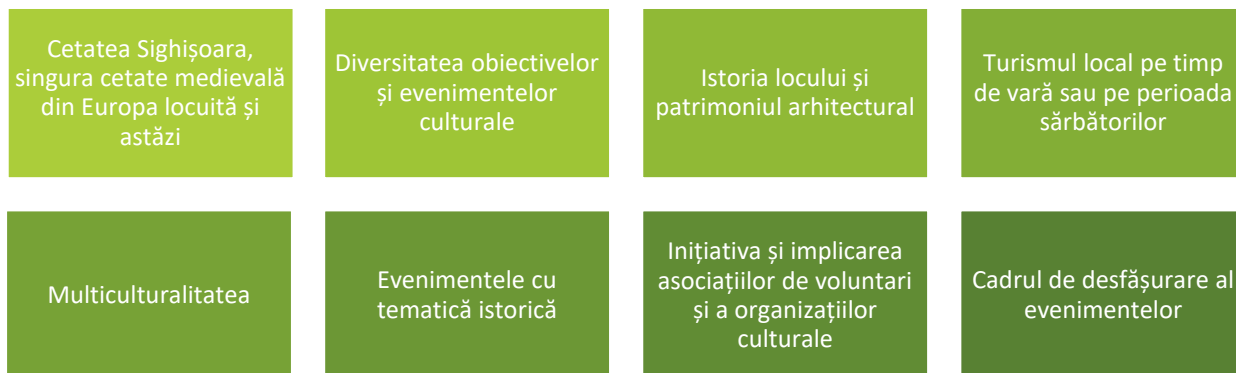 Cetatea Sighișoara,
singura cetate medievală
din Europa locuită și
astăzi
Diversitatea obiectivelor
și evenimentelor
culturale
Istoria locului și
patrimoniul arhitectural
Turismul local pe timp
de vară sau pe perioada
sărbătorilor
Multiculturalitatea
Evenimentele cu
tematică istorică
Inițiativa și implicarea
asociațiilor de voluntari
și a organizațiilor
culturale
Cadrul de desfășurare al
evenimentelor